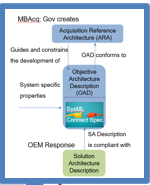 MBAcq: Gov creates
Acquisition Reference
Architecture (ARA)
Guides and constrains
the development of
OAD conforms to
Objective
Architecture
Description
(OAD)
System specific
properties
SysML
Connect Spec
SA Description
is compliant with
OEM Response
Solution
Architecture
Description